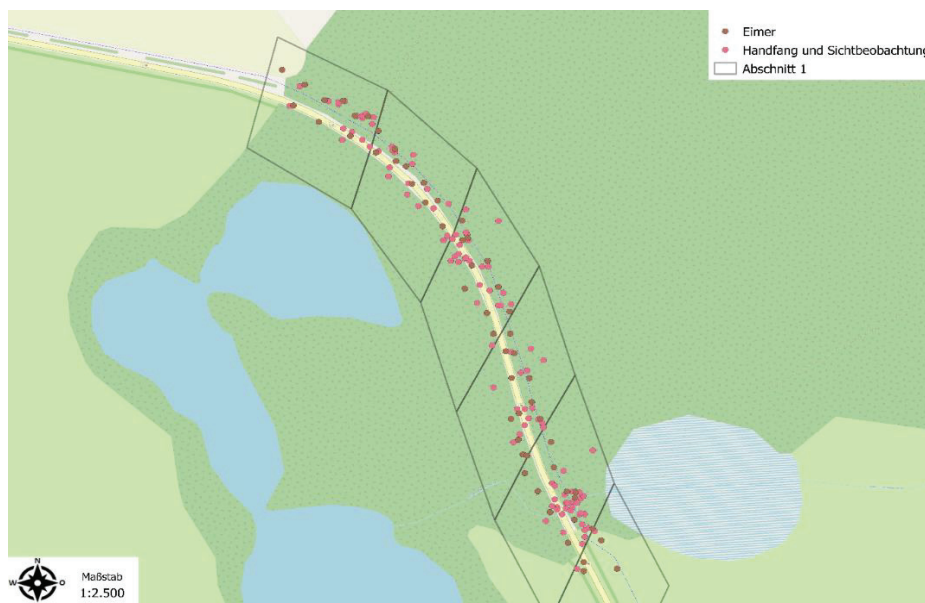 Eimer
Handfang und Sichtbeobachtung
Abschnitt 1
N
W O
S
Maßstab
1:2.500